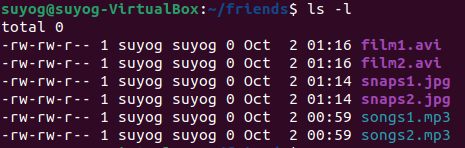 suyog@suyog-VirtualBox:~/friends$ ls -l
total 0
-rw-rw-r-- 1 suyog suyog 0 Oct  2 01:16 film1.avi
-rw-rw-r-- 1 suyog suyog 0 Oct  2 01:16 film2.avi
-rw-rw-r-- 1 suyog suyog 0 Oct  2 01:14 snaps1.jpg
-rw-rw-r-- 1 suyog suyog 0 Oct  2 01:14 snaps2.jpg
-rw-rw-r-- 1 suyog suyog 0 Oct  2 00:59 songs1.mp3
-rw-rw-r-- 1 suyog suyog 0 Oct  2 00:59 songs2.mp3